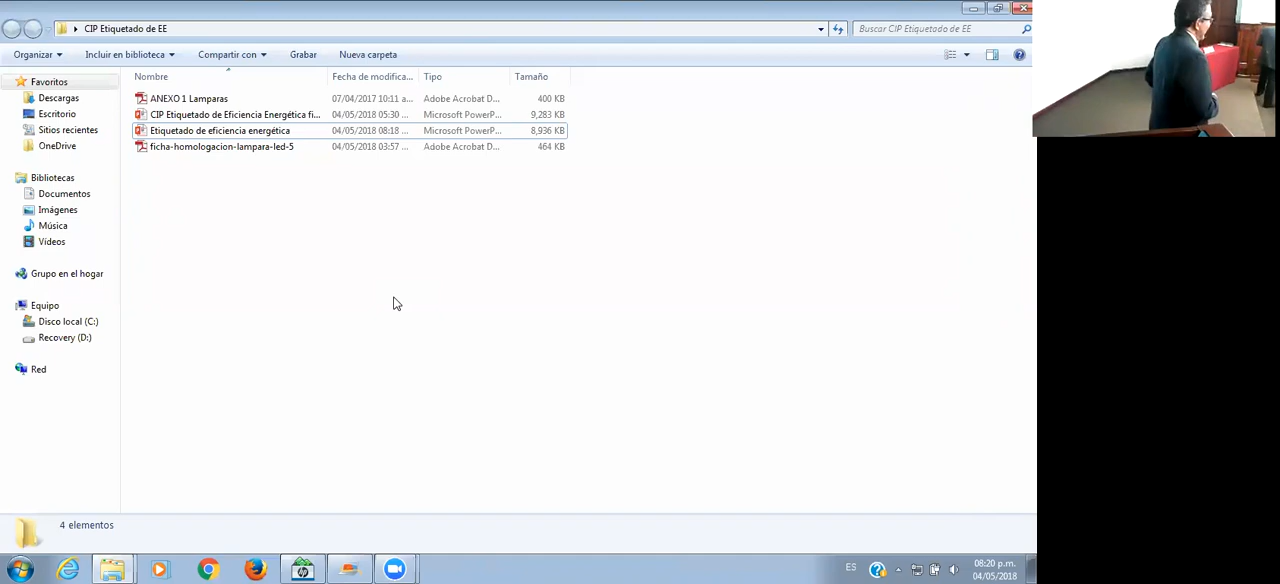 CIP Etiquetado de EE
Buscar CIP Etiquetado de EE
Organizar Incluir en biblioteca Compartir con Grabar Nueva carpeta
Nombre Fecha de modifica... Tipo Tamaño
ANEXO 1 Lamparas 07/04/2017 10:11 a... Adobe Acrobat D... 400 KB
CIP Etiquetado de Eficiencia Energética fi... 04/05/2018 05:30 ... Microsoft PowerP... 9,283 KB
Etiquetado de eficiencia energética 04/05/2018 08:18 ... Microsoft PowerP... 8,936 KB
ficha-homologacion-lampara-led-5 04/05/2018 03:57 ... Adobe Acrobat D... 464 KB
Favoritos
Descargas
Escritorio
Sitios recientes
OneDrive
Bibliotecas
Documentos
Imágenes
Música
Vídeos
Grupo en el hogar
Equipo
Disco local (C:)
Recovery (D:)
Red
4 elementos
ES
08:20 p.m.
04/05/2018